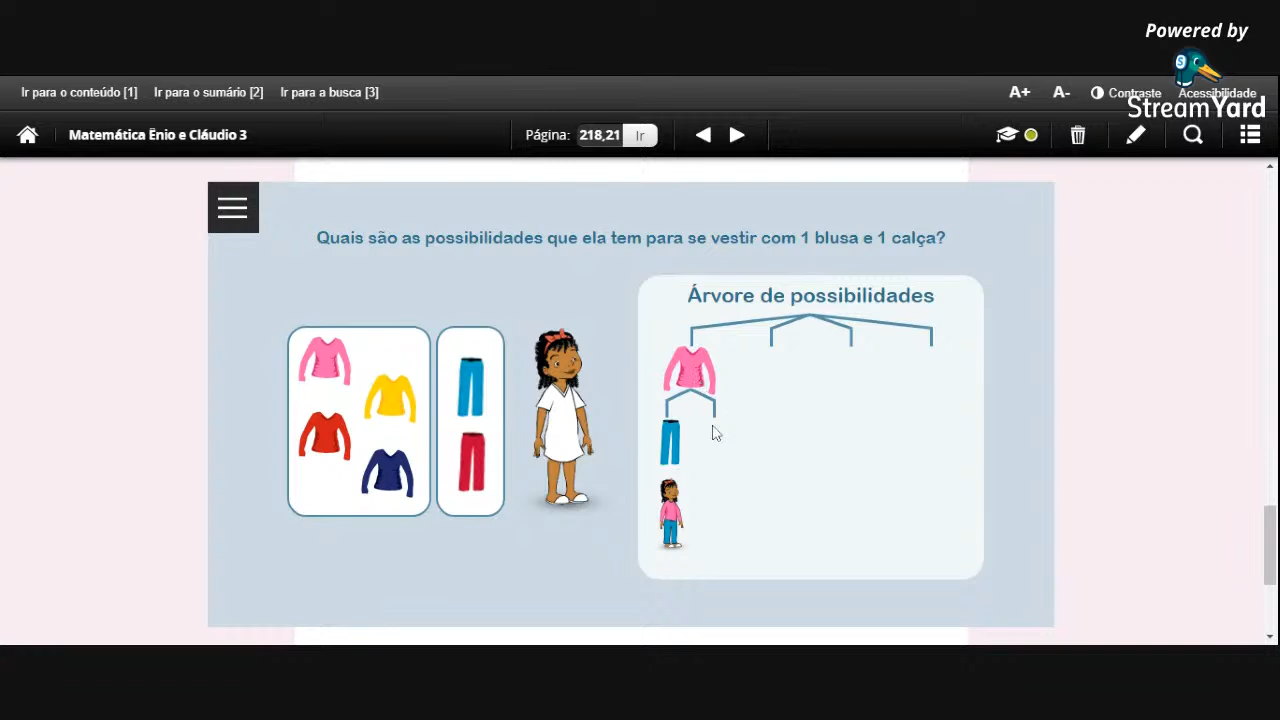 Powered by
StreamYard
Ir para o conteúdo [1] Ir para o sumário [2] Ir para a busca [3]
A+ A- Contraste Acessibilidade
Matemática Ênio e Cláudio 3
Página: 218,21 Ir
Quais são as possibilidades que ela tem para se vestir com 1 blusa e 1 calça?
Árvore de possibilidades